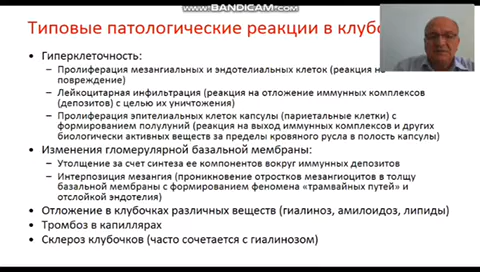 WWW.BANDICAM.COM
Типовые патологические реакции в клубо
• Гиперклеточность:
– Пролиферация мезангиальных и эндотелиальных клеток (реакция на
повреждение)
– Лейкоцитарная инфильтрация (реакция на отложение иммунных комплексов
(депозитов) с целью их уничтожения)
– Пролиферация эпителиальных клеток капсулы (париетальные клетки) с
формированием полулуний (реакция на выход иммунных комплексов и других
биологически активных веществ за пределы кровяного русла в полость капсулы)
• Изменения гломерулярной базальной мембраны:
– Утолщение за счет синтеза ее компонентов вокруг иммунных депозитов
– Интерпозиция мезангия (проникновение отростков мезангиоцитов в толщу
базальной мембраны с формированием феномена «трамвайных путей» и
отслойкой эндотелия)
• Отложение в клубочках различных веществ (гиалиноз, амилоидоз, липиды)
• Тромбоз в капиллярах
• Склероз клубочков (часто сочетается с гиалинозом)